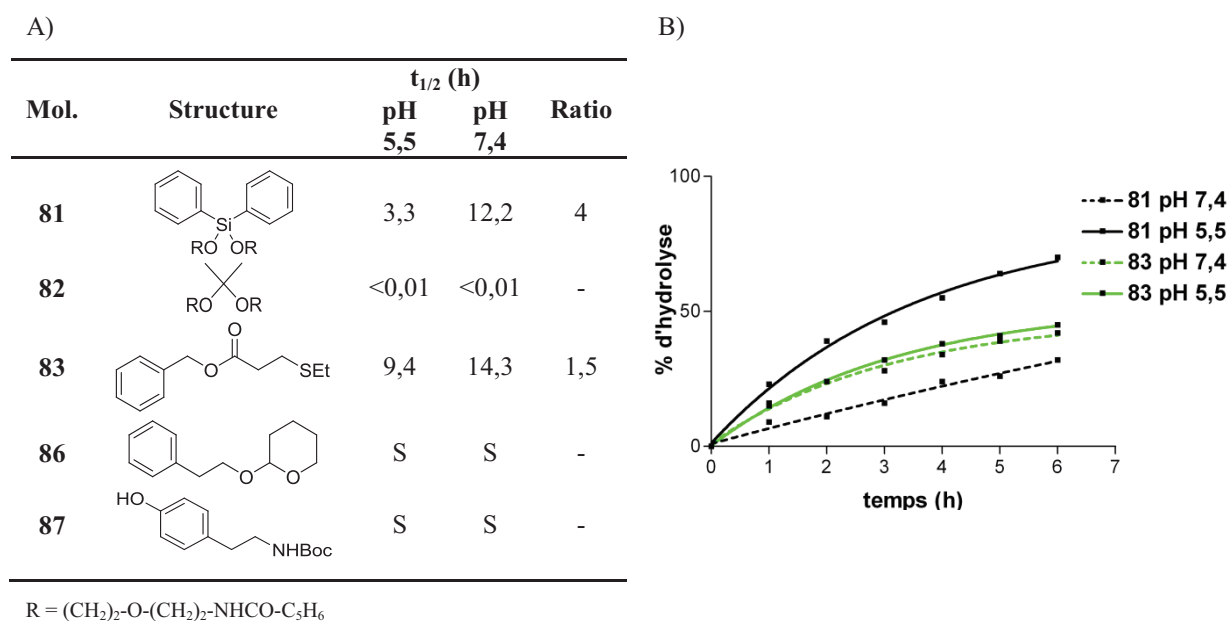 A)
B)
t1/2 (h)
Mol. Structure pH 5,5 pH 7,4 Ratio
81 Si RO OR 3,3 12,2 4
82 RO OR <0,01 <0,01 -
83 O O SEt 9,4 14,3 1,5
86 O O S S -
87 HO NHBoc S S -
R = (CH2)2-O-(CH2)2-NHCO-C5H6
100
50
0
0 1 2 3 4 5 6 7
% d'hydrolyse
temps (h)
81 pH 7,4
81 pH 5,5
83 pH 7,4
83 pH 5,5